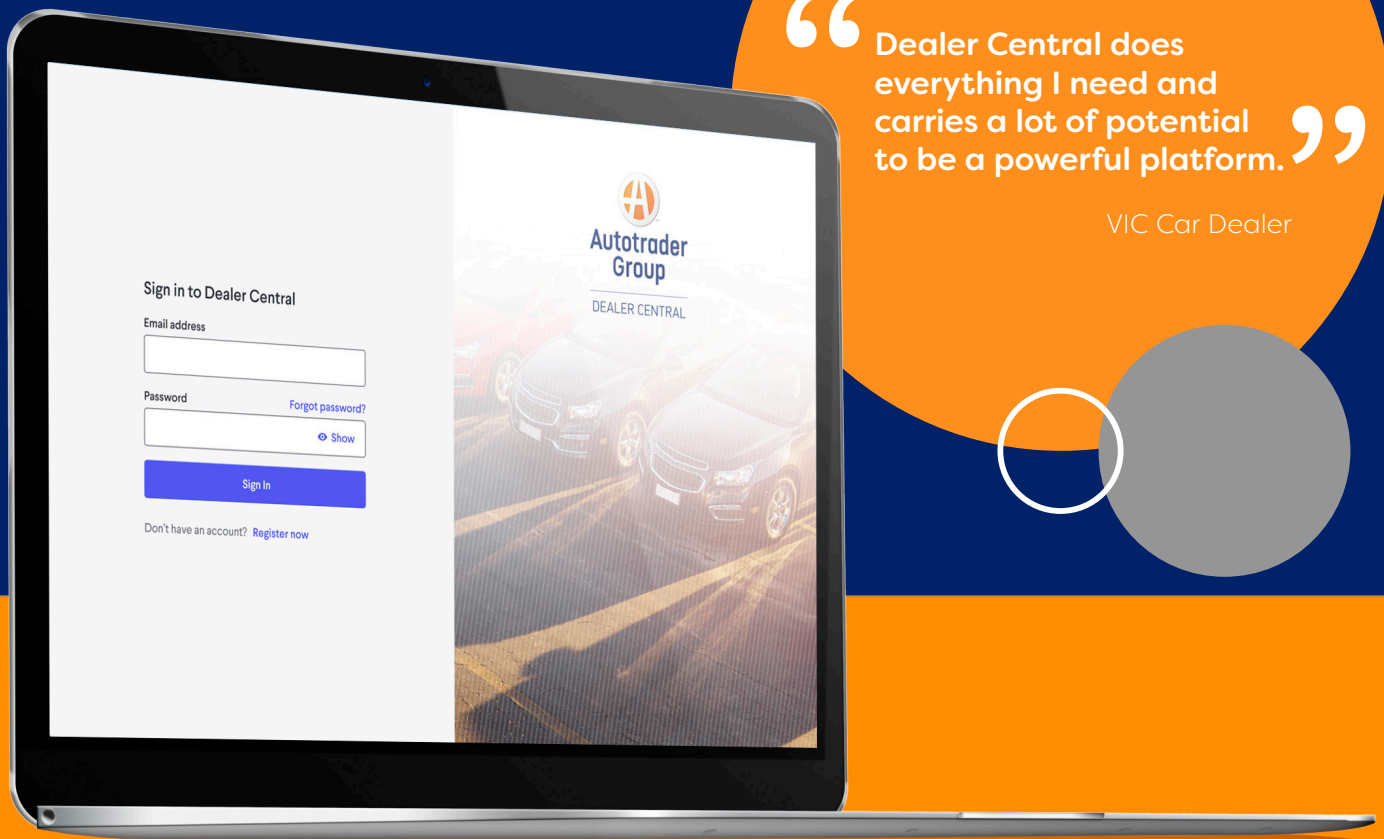 “
Dealer Central does
everything I need and
carries a lot of potential
to be a powerful platform.”
VIC Car Dealer
Autotrader
Group
DEALER CENTRAL
Sign in to Dealer Central
Email address
Password Forgot password?
Show
Sign In
Don't have an account? Register now